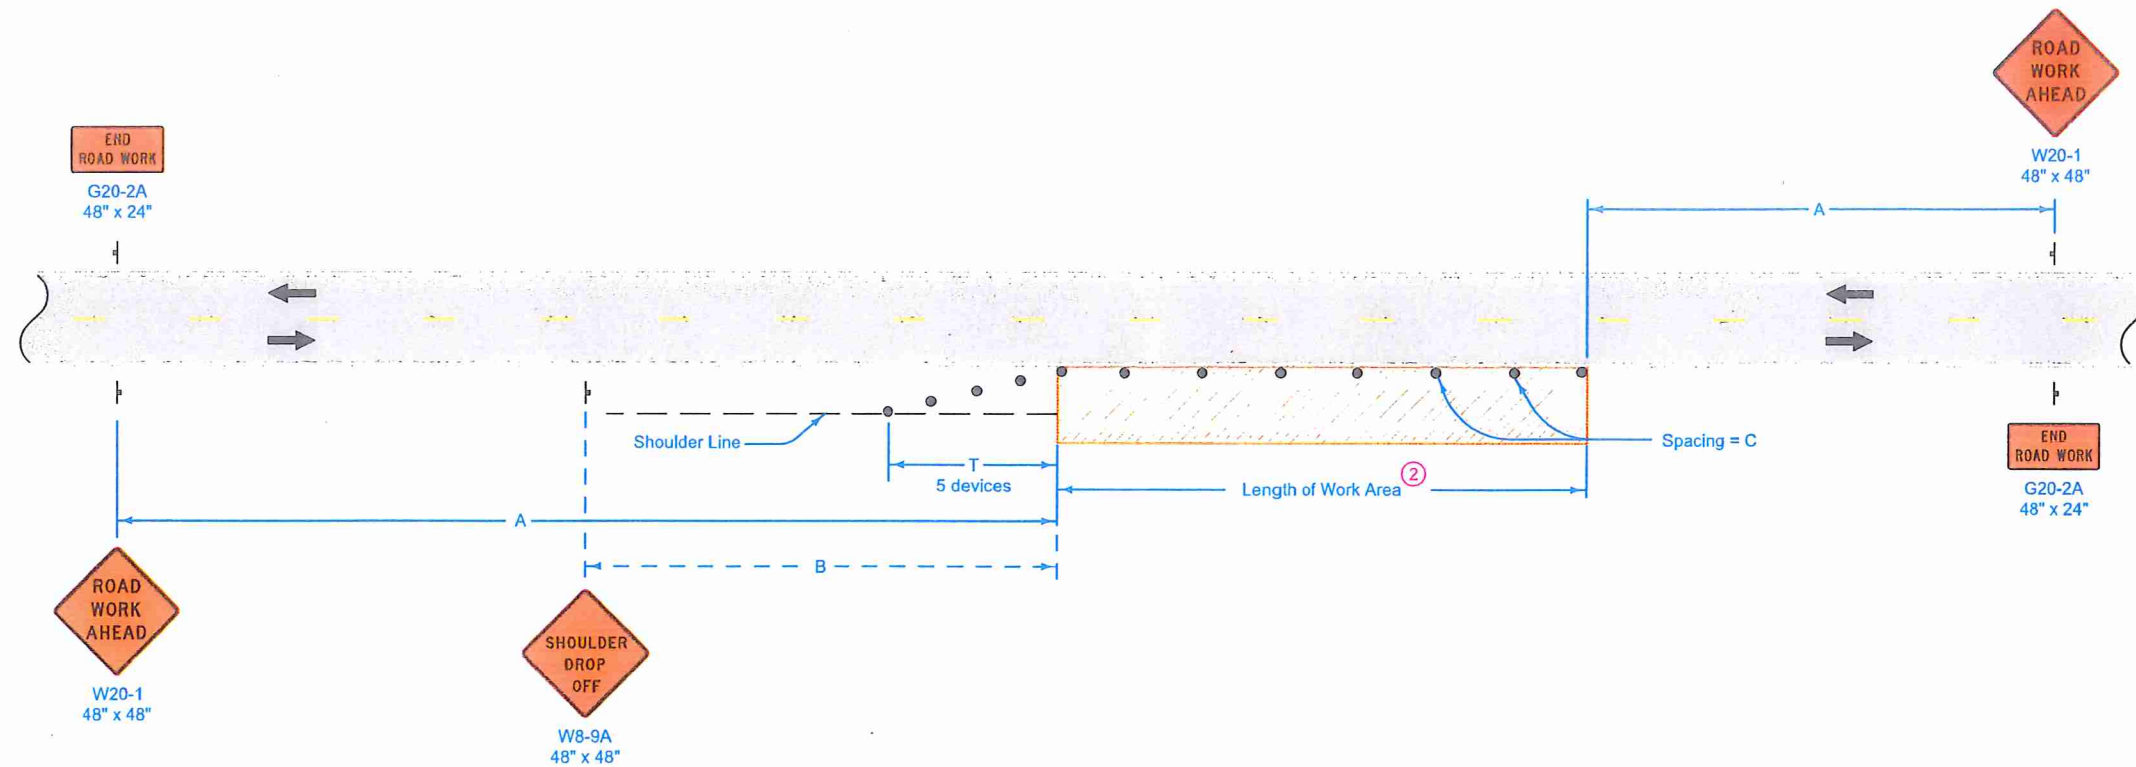 ROAD
WORK
AHEAD
W20-1
48" x 48"
END
ROAD WORK
G20-2A
48" x 24"
A
Shoulder Line
T
5 devices
Length of Work Area
2
Spacing = C
END
ROAD WORK
G20-2A
48" x 24"
A
B
ROAD
WORK
AHEAD
W20-1
48" x 48"
SHOULDER
DROP
OFF
W8-9A
48" x 48"